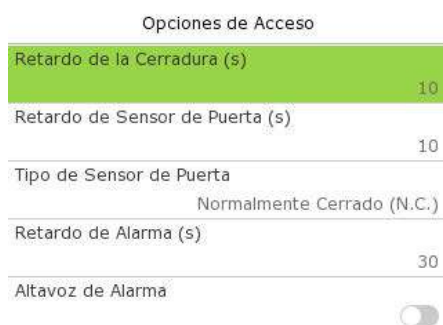 Opciones de Acceso
Retardo de la Cerradura (s)
10
Retardo de Sensor de Puerta (s)
10
Tipo de Sensor de Puerta
Normalmente Cerrado (N.C.)
Retardo de Alarma (s)
30
Altavoz de Alarma